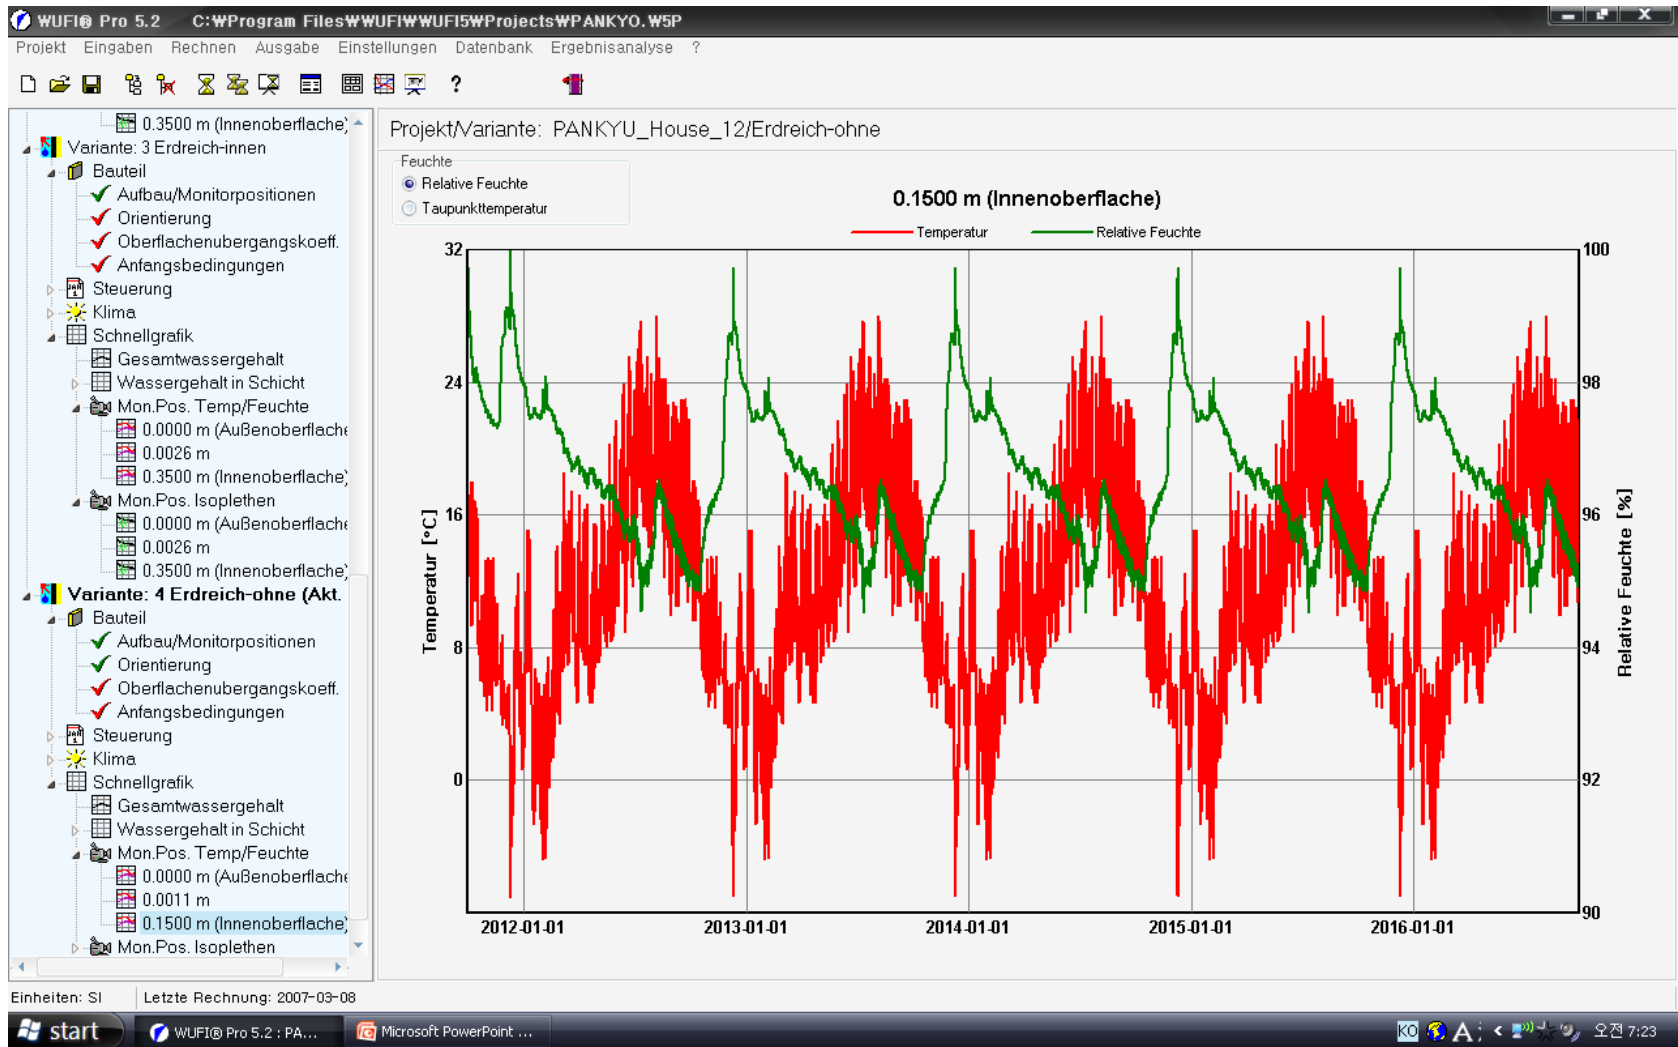 WUFI® Pro 5.2 C:₩Program Files₩WUFI₩WUFI5₩Projects₩PANKYO.W5P
Projekt Eingaben Rechnen Ausgabe Einstellungen Datenbank Ergebnisanalyse ?
0.3500 m (Innenoberflache)
Variante: 3 Erdreich-innen
Bauteil
Aufbau/Monitorpositionen
Orientierung
Oberflachenubergangskoeff.
Anfangsbedingungen
Steuerung
Klima
Schnellgrafik
Gesamtwassergehalt
Wassergehalt in Schicht
Mon.Pos. Temp/Feuchte
0.0000 m (Außenoberflache
0.0026 m
0.3500 m (Innenoberflache)
Mon.Pos. Isoplethen
0.0000 m (Außenoberflache
0.0026 m
0.3500 m (Innenoberflache)
Variante: 4 Erdreich-ohne (Akt.
Bauteil
Aufbau/Monitorpositionen
Orientierung
Oberflachenubergangskoeff.
Anfangsbedingungen
Steuerung
Klima
Schnellgrafik
Gesamtwassergehalt
Wassergehalt in Schicht
Mon.Pos. Temp/Feuchte
0.0000 m (Außenoberflache
0.0011 m
0.1500 m (Innenoberflache)
Mon.Pos. Isoplethen
Projekt/Variante: PANKYU_House_12/Erdreich-ohne
Feuchte
Relative Feuchte
Taupunkttemperatur
0.1500 m (Innenoberflache)
Temperatur Relative Feuchte
32 100
24 98
16 96
8 94
0 92
90
Temperatur [°C]
Relative Feuchte [%]
2012-01-01 2013-01-01 2014-01-01 2015-01-01 2016-01-01
Einheiten: SI Letzte Rechnung: 2007-03-08
start WUFI® Pro 5.2 : PA... Microsoft PowerPoint ... KO A 오전 7:23